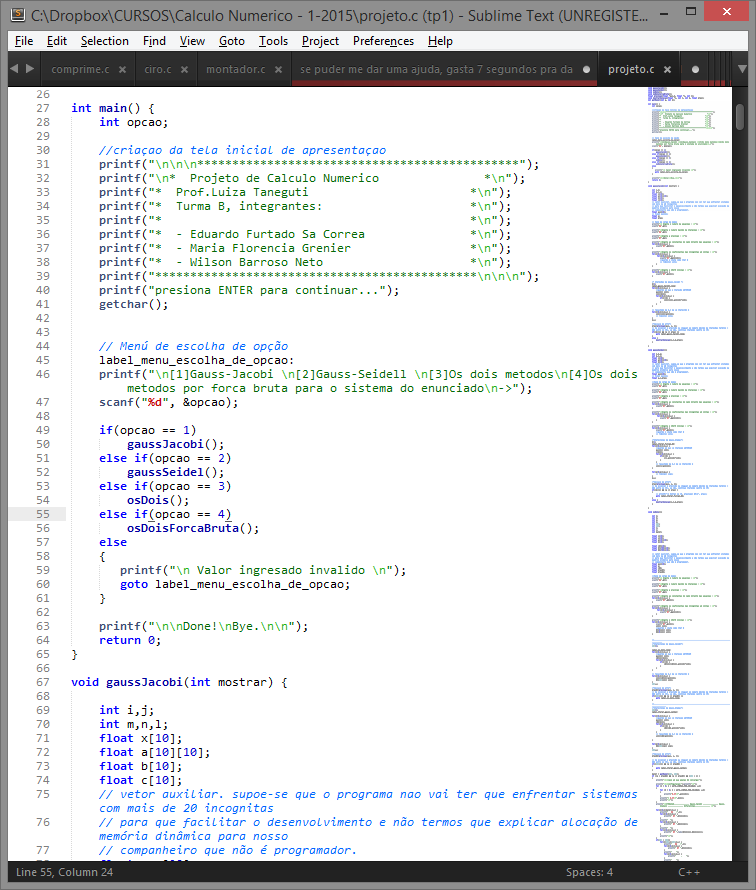 C:\Dropbox\CURSOS\Calculo Numerico - 1-2015\projeto.c (tp1) - Sublime Text (UNREGISTE...
File Edit Selection Find View Goto Tools Project Preferences Help
comprime.c ciro.c montador.c se puder me dar uma ajuda, gasta 7 segundos pra da projeto.c
26
27 int main() {
28 int opcao;
29
30 //criaçao da tela inicial de apresentaçao
31 printf("\n\n\n**********************************************");
32 printf("\n* Projeto de Calculo Numerico *\n");
33 printf("* Prof.Luiza Taneguti *\n");
34 printf("* Turma B, integrantes: *\n");
35 printf("* *\n");
36 printf("* - Eduardo Furtado Sa Correa *\n");
37 printf("* - Maria Florencia Grenier *\n");
38 printf("* - Wilson Barroso Neto *\n");
39 printf("**********************************************\n\n\n");
40 printf("presiona ENTER para continuar...");
41 getchar();
42
43
44 // Menú de escolha de opção
45 label_menu_escolha_de_opcao:
46 printf("\n[1]Gauss-Jacobi \n[2]Gauss-Seidell \n[3]Os dois metodos\n[4]Os dois
metodos por forca bruta para o sistema do enunciado\n->");
47 scanf("%d", &opcao);
48
49 if(opcao == 1)
50 gaussJacobi();
51 else if(opcao == 2)
52 gaussSeidel();
53 else if(opcao == 3)
54 osDois();
55 else if(opcao == 4)
56 osDoisForcaBruta();
57 else
58 {
59 printf("\n Valor ingresado invalido \n");
60 goto label_menu_escolha_de_opcao;
61 }
62
63 printf("\n\nDone!\nBye.\n\n");
64 return 0;
65 }
66
67 void gaussJacobi(int mostrar) {
68
69 int i,j;
70 int m,n,l;
71 float x[10];
72 float a[10][10];
73 float b[10];
74 float c[10];
75 // vetor auxiliar. supoe-se que o programa nao vai ter que enfrentar sistemas
com mais de 20 incognitas
76 // para que facilitar o desenvolvimento e não termos que explicar alocação de
memória dinâmica para nosso
77 // companheiro que não é programador.
Line 55, Column 24 Spaces: 4 C++